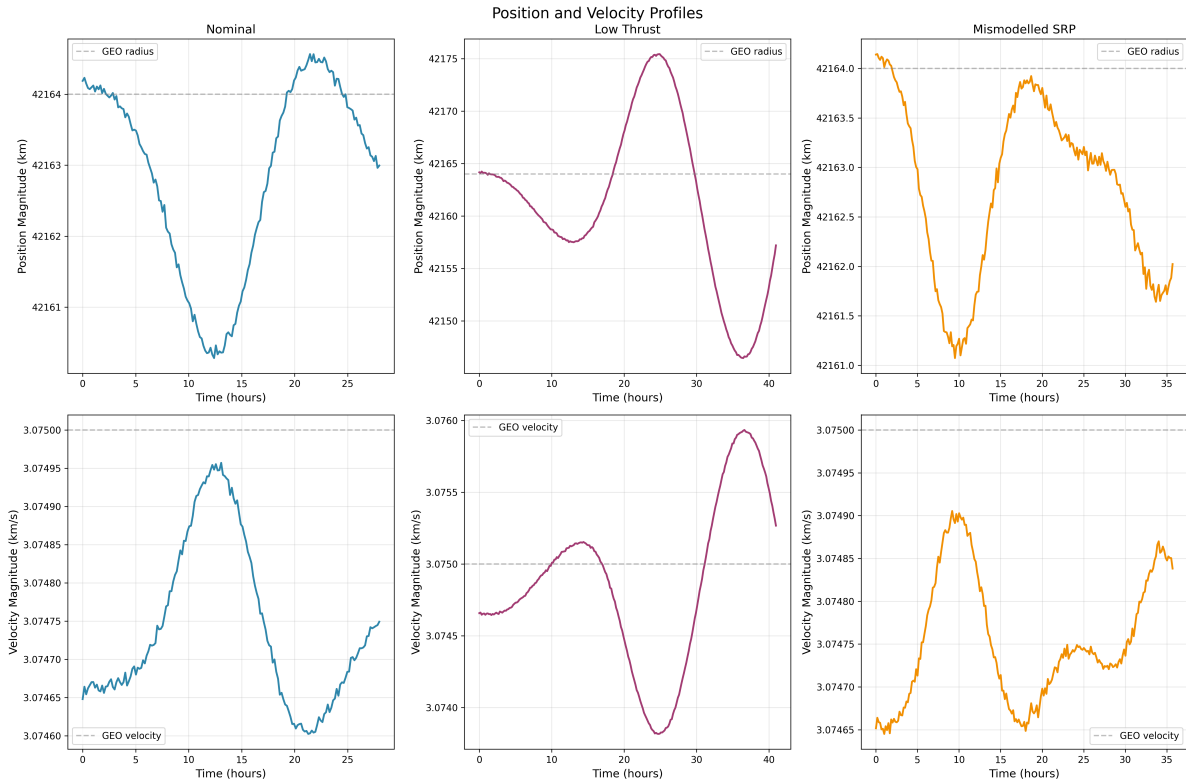 Position and Velocity Profiles
Nominal
GEO radius
Position Magnitude (km)
42164
42163
42162
42161
0 5 10 15 20 25
Time (hours)
Low Thrust
GEO radius
Position Magnitude (km)
42175
42170
42165
42160
42155
42150
0 10 20 30 40
Time (hours)
Mismodelled SRP
GEO radius
Position Magnitude (km)
42164.0
42163.5
42163.0
42162.5
42162.0
42161.5
42161.0
0 5 10 15 20 25 30 35
Time (hours)
GEO velocity
Velocity Magnitude (km/s)
3.07500
3.07495
3.07490
3.07485
3.07480
3.07475
3.07470
3.07465
3.07460
0 5 10 15 20 25
Time (hours)
GEO velocity
Velocity Magnitude (km/s)
3.0760
3.0755
3.0750
3.0745
3.0740
0 10 20 30 40
Time (hours)
GEO velocity
Velocity Magnitude (km/s)
3.07500
3.07495
3.07490
3.07485
3.07480
3.07475
3.07470
3.07465
0 5 10 15 20 25 30 35
Time (hours)